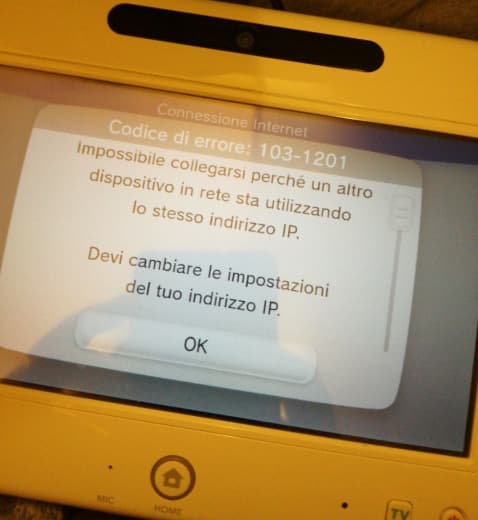 Connessione Internet
Codice di errore: 103-1201
Impossibile collegarsi perché un altro
dispositivo in rete sta utilizzando
lo stesso indirizzo IP.
Devi cambiare le impostazioni
del tuo indirizzo IP.
OK
MIC
HOME
TV